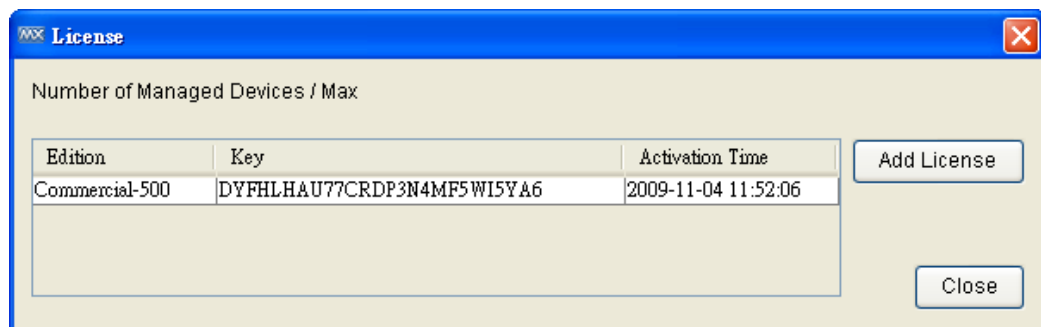 MX License
Number of Managed Devices / Max
Edition Key Activation Time
Commercial-500 DYFHLHAU77CRDP3N4MF5WI5YA6 2009-11-04 11:52:06
Add License
Close